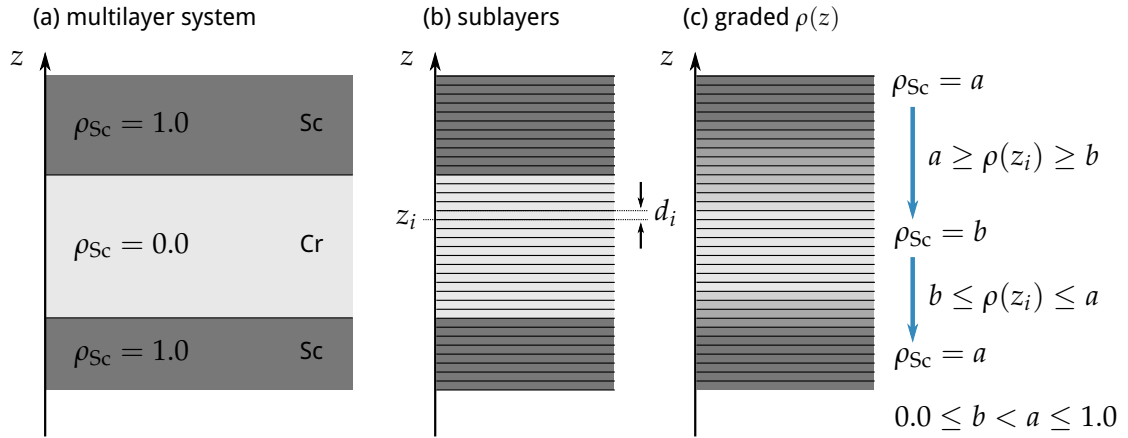 (a) multilayer system
(b) sublayers
(c) graded ρ(z)
z
ρSc = 1.0
Sc
ρSc = 0.0
Cr
ρSc = 1.0
Sc
z
zi
di
z
ρSc = a
a ≥ ρ(zi) ≥ b
ρSc = b
b ≤ ρ(zi) ≤ a
ρSc = a
0.0 ≤ b < a ≤ 1.0